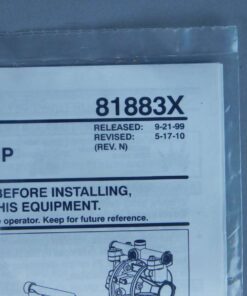 81883X
RELEASED: 9-21-99
REVISED: 5-17-10
(REV. N)
P
BEFORE INSTALLING,
HIS EQUIPMENT.
e operator. Keep for future reference.